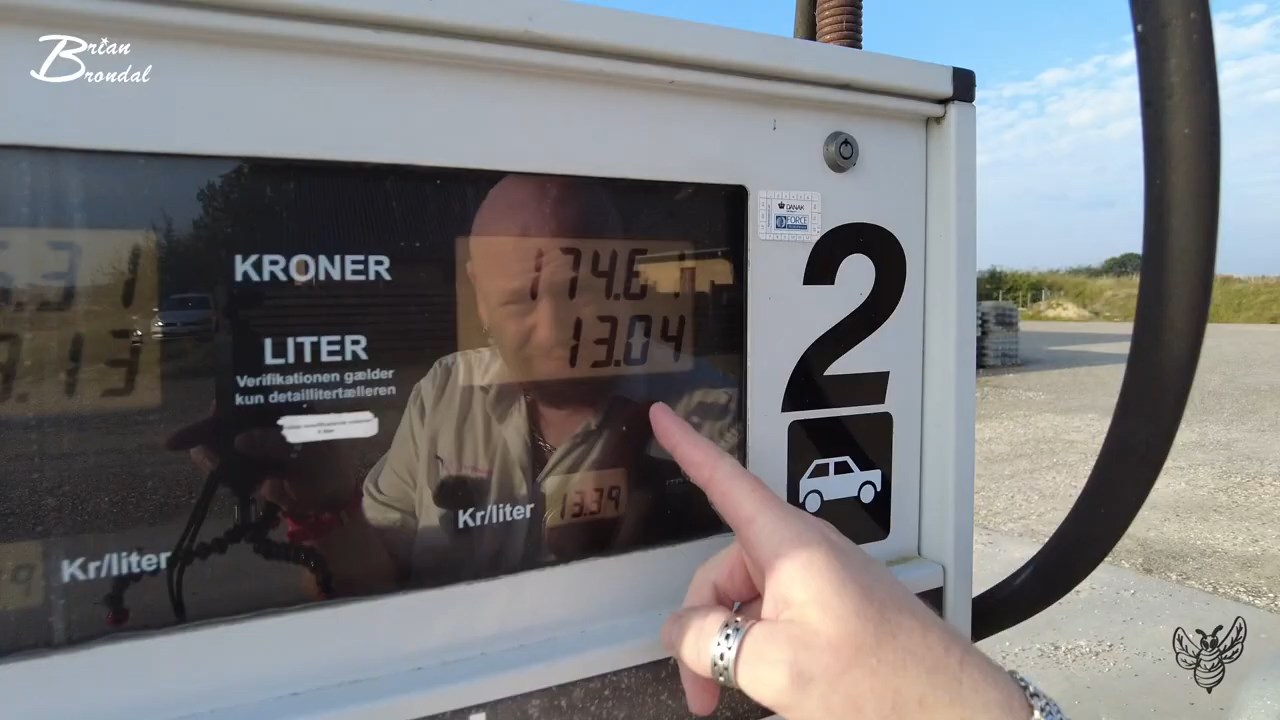 Brian
Brondal
KRONER
174.61
LITER
13.04
Verifikationen gælder
kun detaillitertælleren
Kr/liter
13.39
Kr/liter
DANAK
FORCE
2